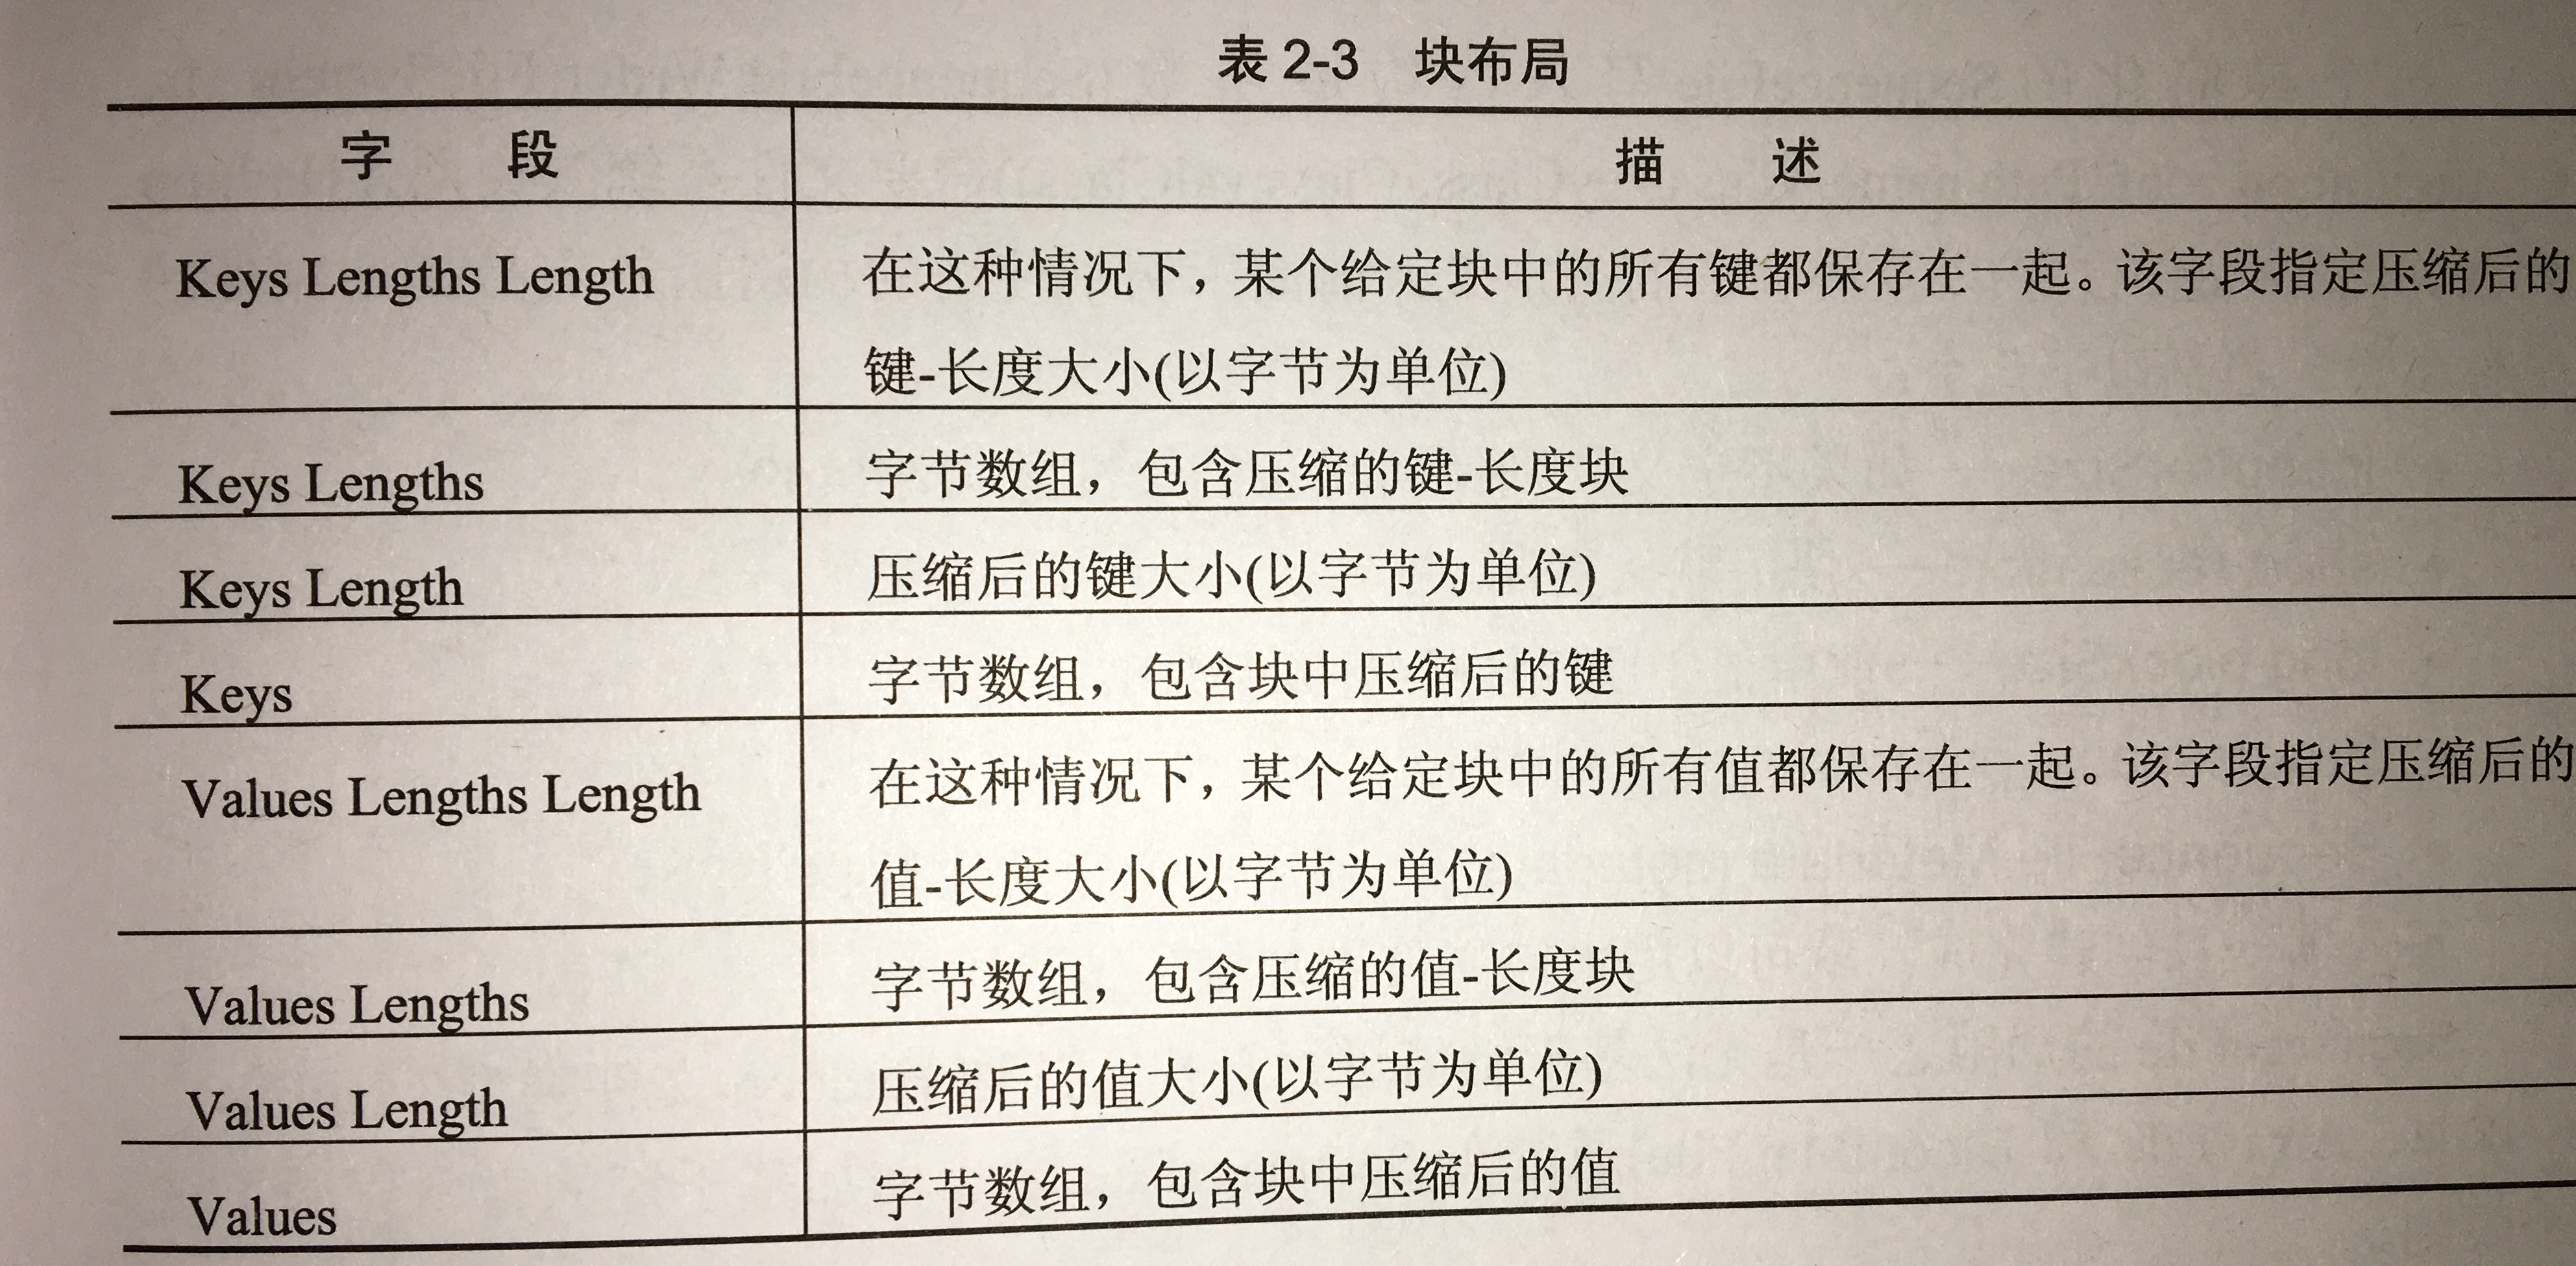 表 2-3 块布局
字 段 描 述
Keys Lengths Length 在这种情况下，某个给定块中的所有键都保存在一起。该字段指定压缩后的
键-长度大小(以字节为单位)
Keys Lengths 字节数组，包含压缩的键-长度块
Keys Length 压缩后的键大小(以字节为单位)
Keys 字节数组，包含块中压缩后的键
Values Lengths Length 在这种情况下，某个给定块中的所有值都保存在一起。该字段指定压缩后的
值-长度大小(以字节为单位)
Values Lengths 字节数组，包含压缩的值-长度块
Values Length 压缩后的值大小(以字节为单位)
Values 字节数组，包含块中压缩后的值